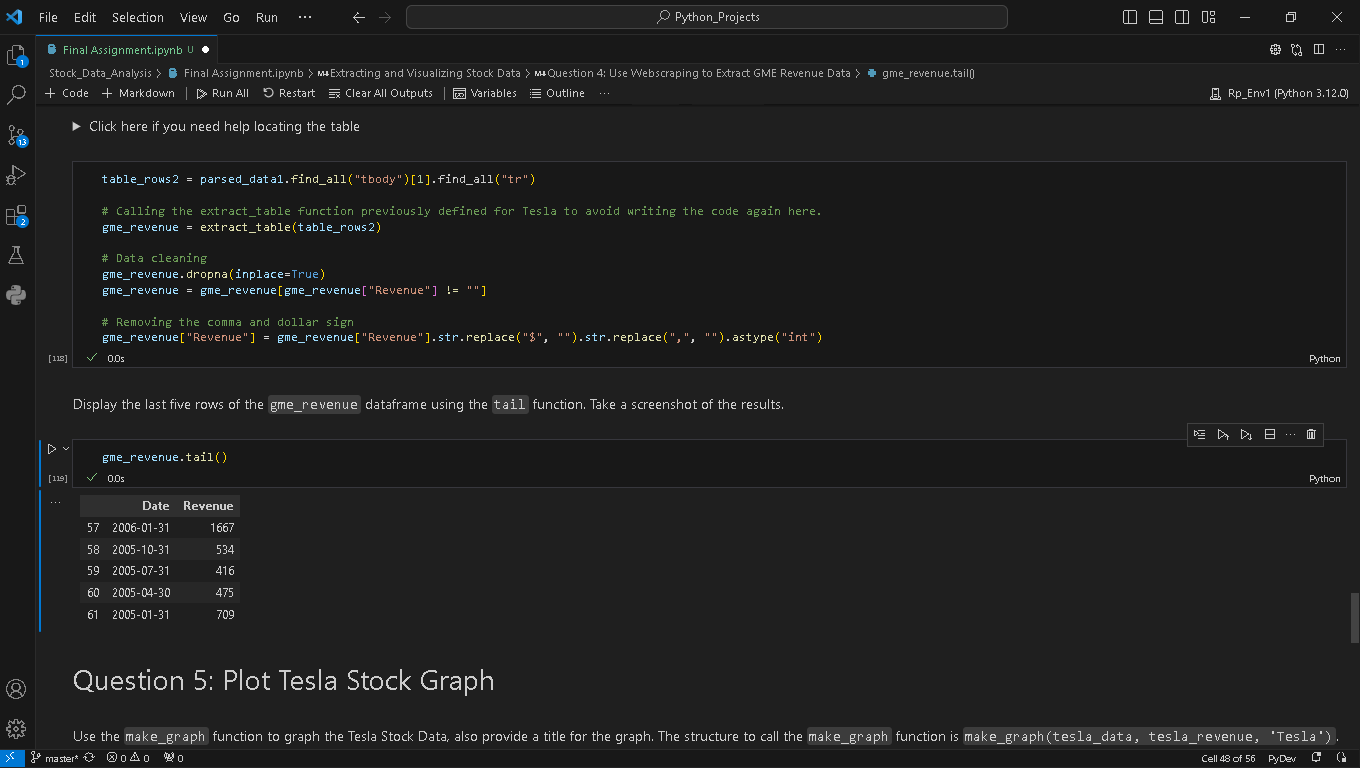 File Edit Selection View Go Run ··· Python_Projects
Final Assignment.ipynb U
Stock_Data_Analysis > Final Assignment.ipynb > M↓Extracting and Visualizing Stock Data > M↓Question 4: Use Webscraping to Extract GME Revenue Data > gme_revenue.tail()
+ Code + Markdown | Run All Restart Clear All Outputs | Variables Outline ··· Rp_Env1 (Python 3.12.0)
Click here if you need help locating the table
table_rows2 = parsed_data1.find_all("tbody")[1].find_all("tr")
# Calling the extract_table function previously defined for Tesla to avoid writing the code again here.
gme_revenue = extract_table(table_rows2)
# Data cleaning
gme_revenue.dropna(inplace=True)
gme_revenue = gme_revenue[gme_revenue["Revenue"] != ""]
# Removing the comma and dollar sign
gme_revenue["Revenue"] = gme_revenue["Revenue"].str.replace("$", "").str.replace(",", "").astype("int")
[118] 0.0s Python
Display the last five rows of the gme_revenue dataframe using the tail function. Take a screenshot of the results.
gme_revenue.tail()
[119] 0.0s Python
Date Revenue
57 2006-01-31 1667
58 2005-10-31 534
59 2005-07-31 416
60 2005-04-30 475
61 2005-01-31 709
Question 5: Plot Tesla Stock Graph
Use the make_graph function to graph the Tesla Stock Data, also provide a title for the graph. The structure to call the make_graph function is make_graph(tesla_data, tesla_revenue, 'Tesla').
master* 0 0 0 Cell 48 of 56 PyDev
1
13
2